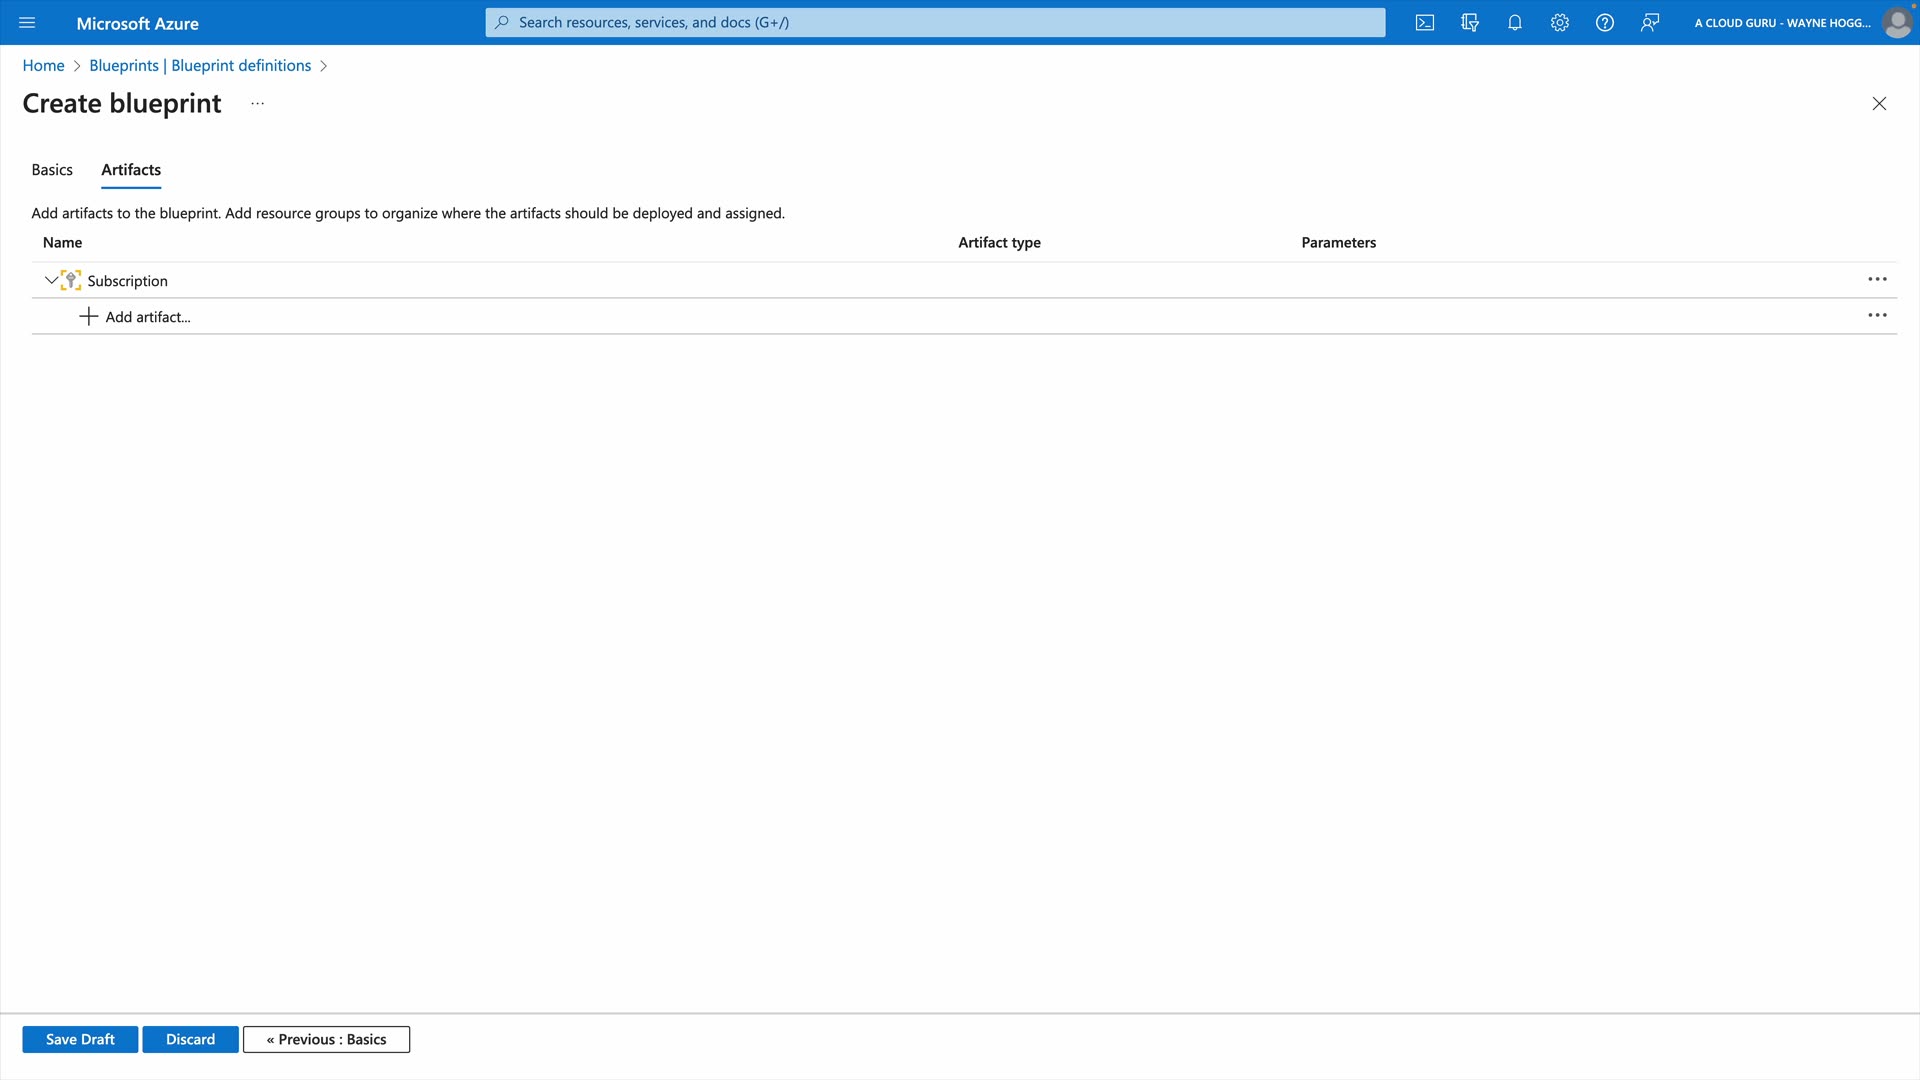 Microsoft Azure
Search resources, services, and docs (G+/)
A CLOUD GURU - WAYNE HOGG...
Home > Blueprints | Blueprint definitions >
Create blueprint ...
Basics
Artifacts
Add artifacts to the blueprint. Add resource groups to organize where the artifacts should be deployed and assigned.
Name
Artifact type
Parameters
Subscription
Add artifact...
Save Draft
Discard
« Previous : Basics